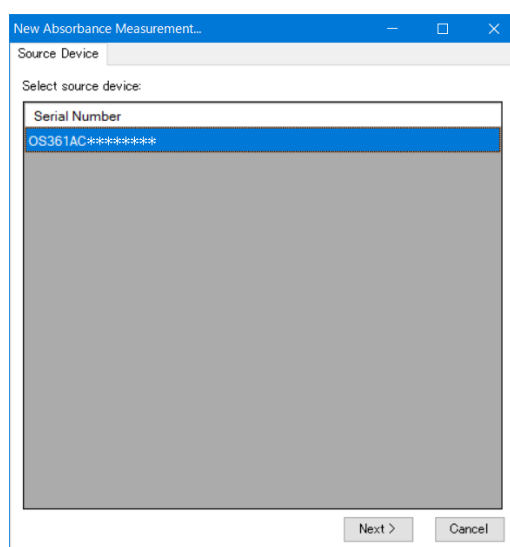 New Absorbance Measurement...
Source Device
Select source device:
Serial Number
OS361AC********
Next >
Cancel